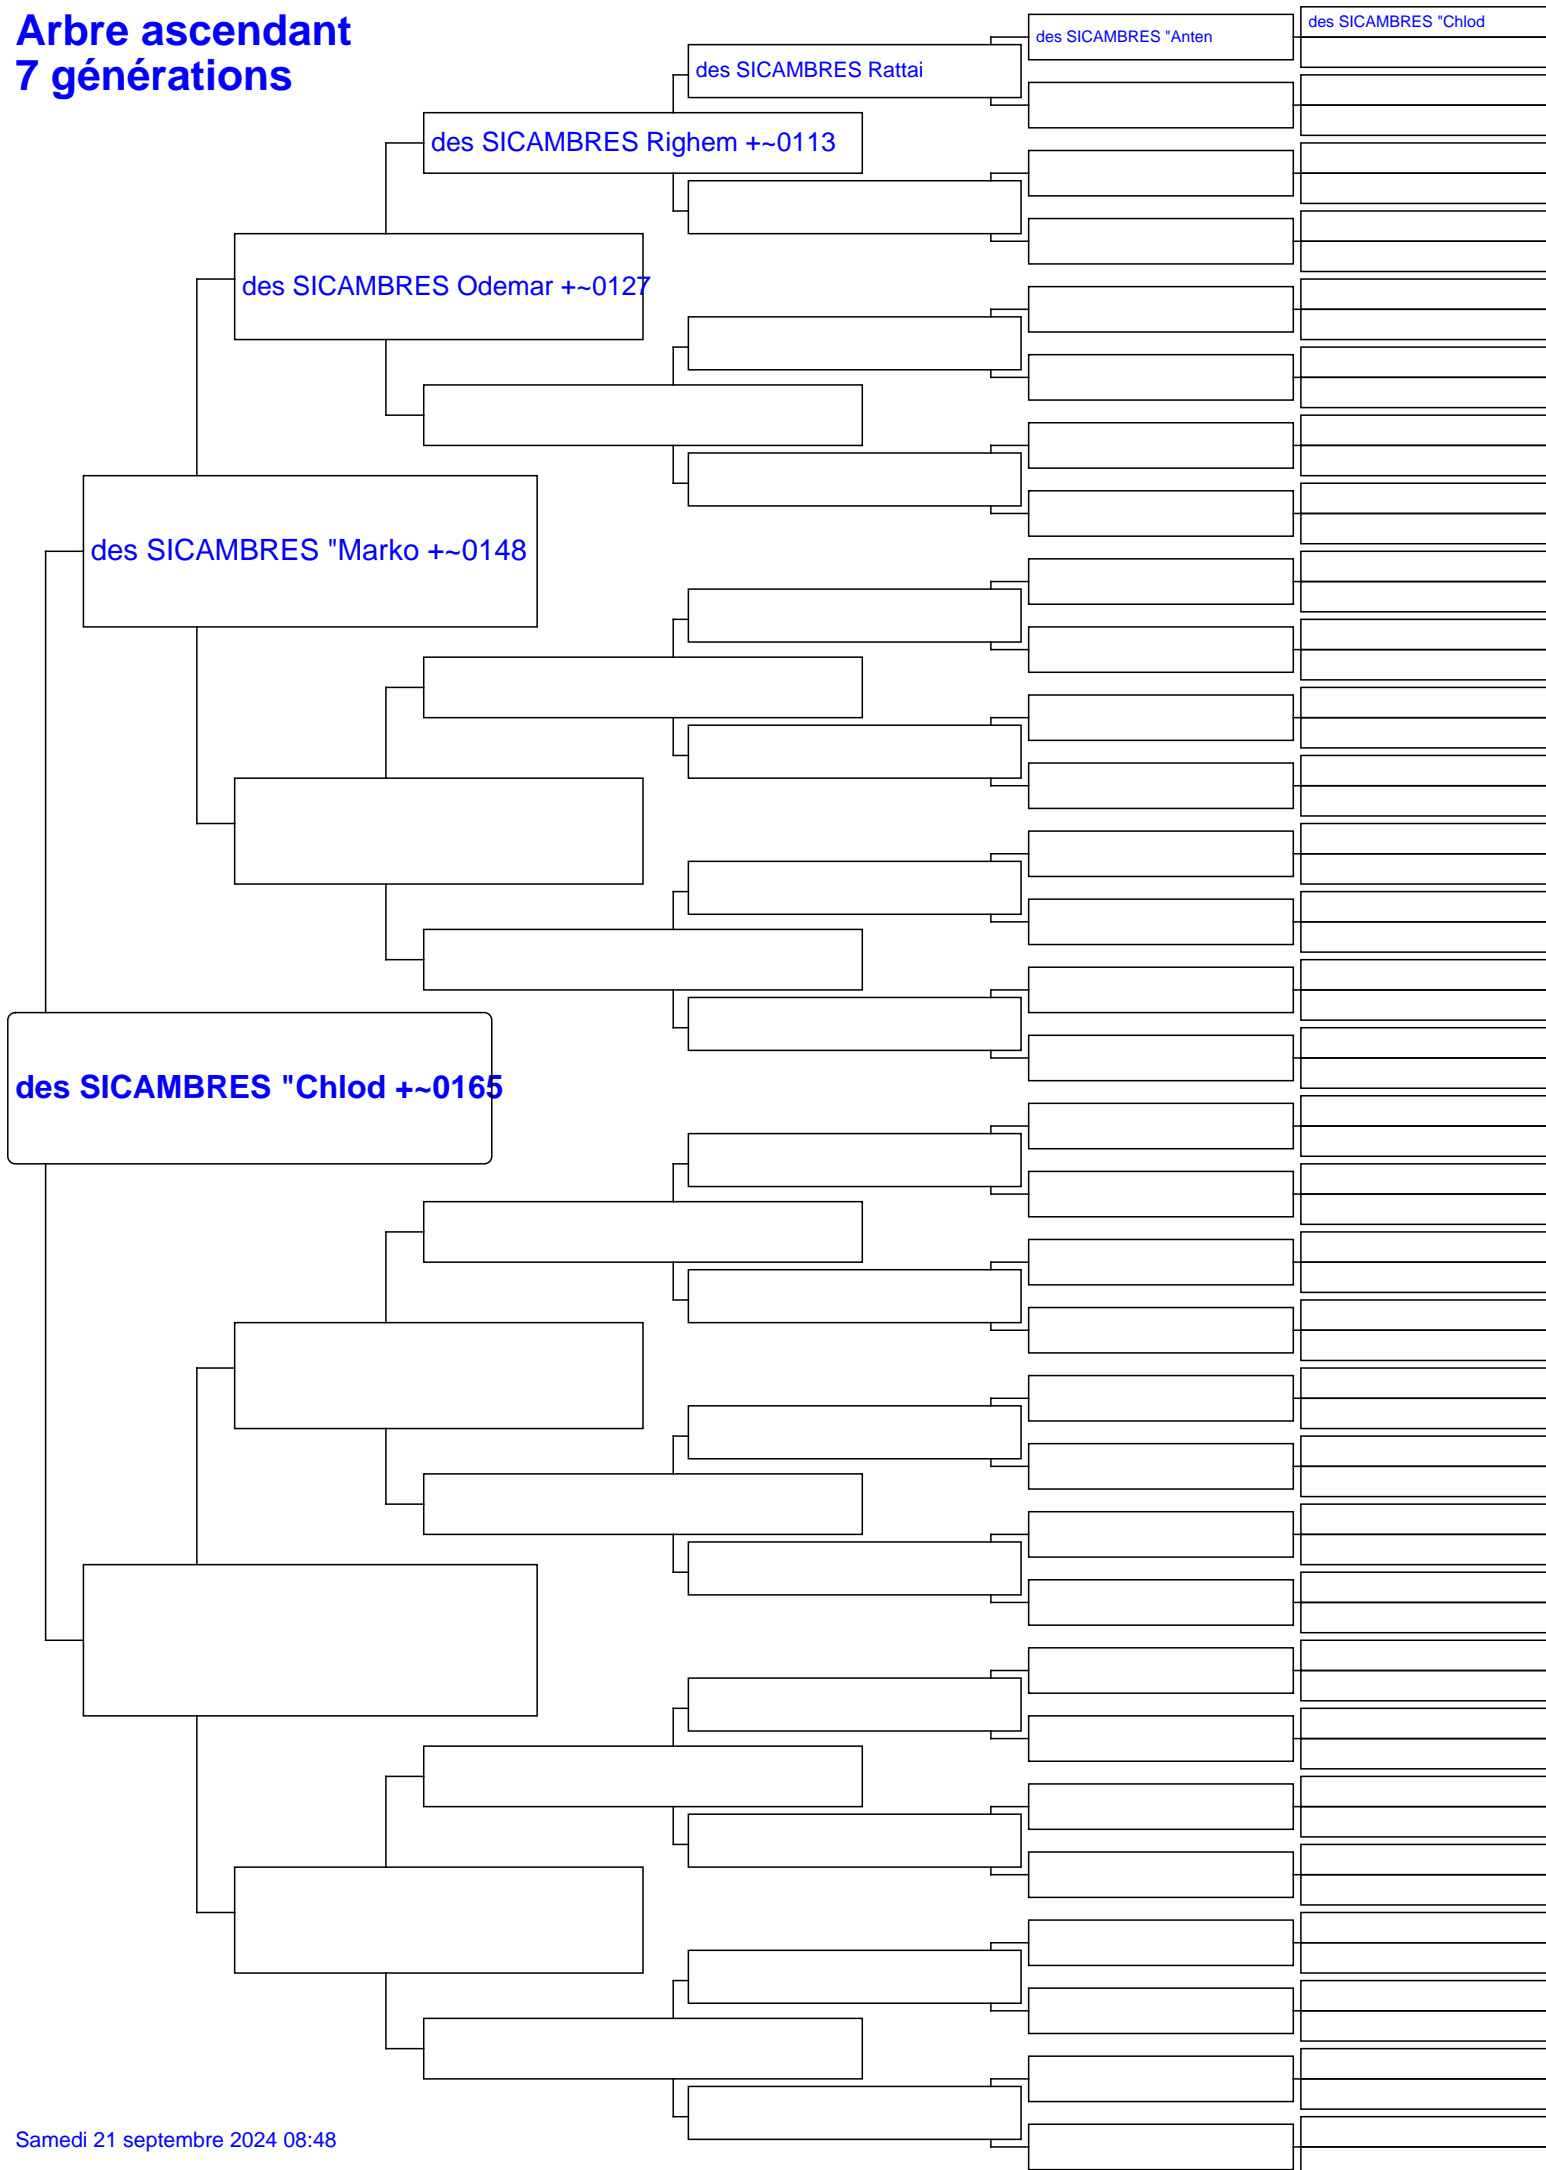 Arbre ascendant
7 générations
des SICAMBRES "Chlod
des SICAMBRES "Anten
des SICAMBRES Rattai
des SICAMBRES Righem +~0113
des SICAMBRES Odemar +~0127
des SICAMBRES "Marko +~0148
des SICAMBRES "Chlod +~0165
Samedi 21 septembre 2024 08:48